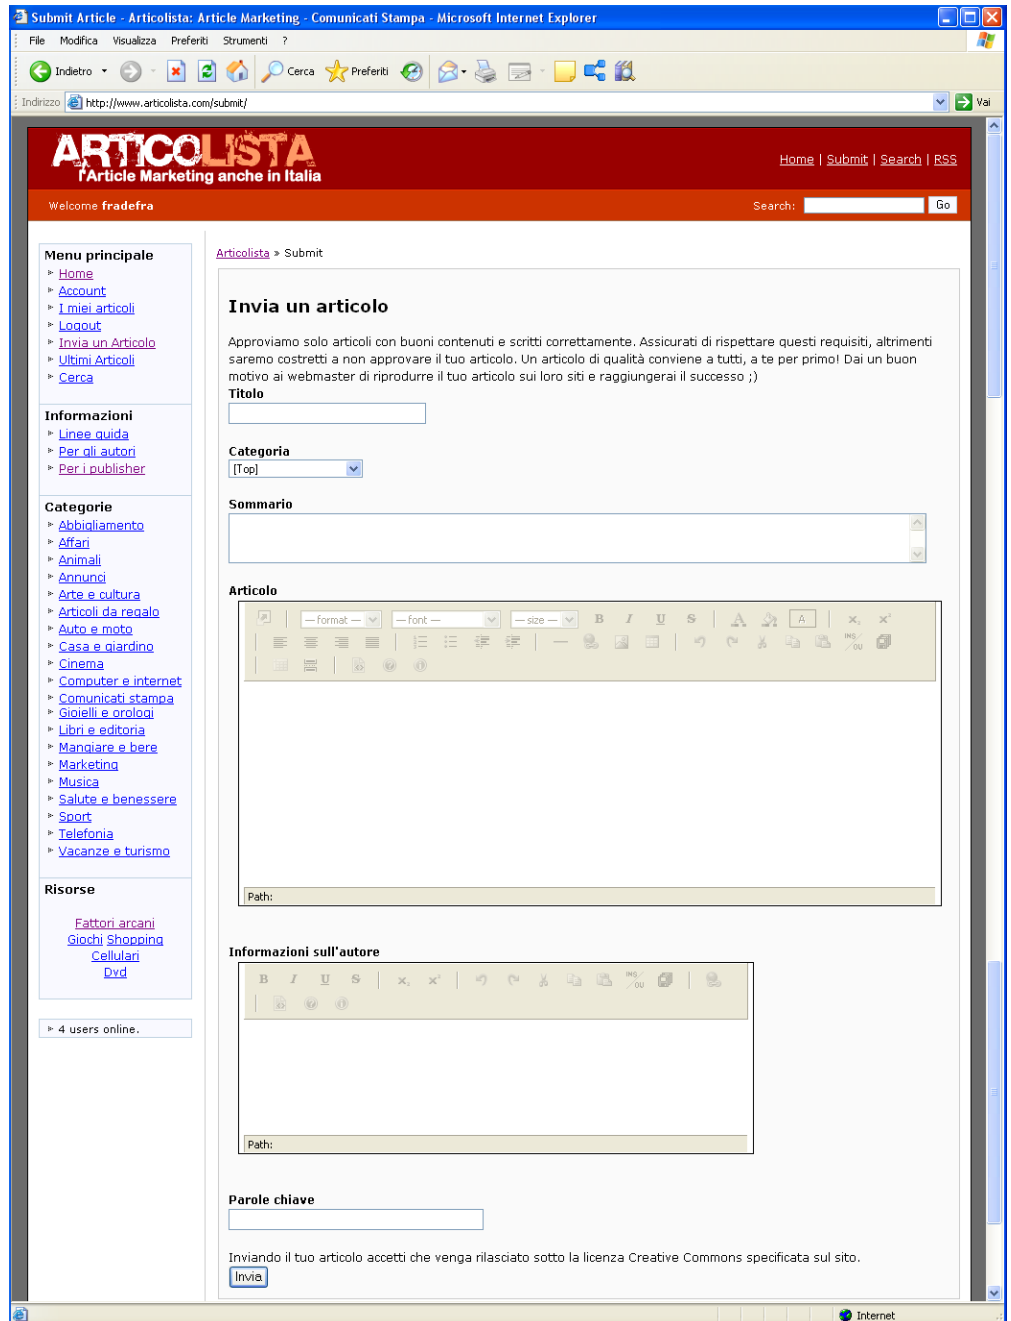 Submit Article - Articolista: Article Marketing - Comunicati Stampa - Microsoft Internet Explorer
File Modifica Visualizza Preferiti Strumenti ?
Indietro Cerca Preferiti
Indirizzo http://www.articolista.com/submit/ Vai
ARTICOLISTA
l'Article Marketing anche in Italia
Home | Submit | Search | RSS
Welcome fradefra
Search: Go
Menu principale
Home
Account
I miei articoli
Logout
Invia un Articolo
Ultimi Articoli
Cerca
Informazioni
Linee guida
Per gli autori
Per i publisher
Categorie
Abbigliamento
Affari
Animali
Annunci
Arte e cultura
Articoli da regalo
Auto e moto
Casa e giardino
Cinema
Computer e internet
Comunicati stampa
Gioielli e orologi
Libri e editoria
Mangiare e bere
Marketing
Musica
Salute e benessere
Sport
Telefonia
Vacanze e turismo
Risorse
Fattori arcani
Giochi Shopping
Cellulari
Dvd
4 users online.
Articolista » Submit
Invia un articolo
Approviamo solo articoli con buoni contenuti e scritti correttamente. Assicurati di rispettare questi requisiti, altrimenti
saremo costretti a non approvare il tuo articolo. Un articolo di qualità conviene a tutti, a te per primo! Dai un buon
motivo ai webmaster di riprodurre il tuo articolo sui loro siti e raggiungerai il successo ;)
Titolo
Categoria
[Top]
Sommario
Articolo
— format — — font — — size — B I U S A A x₂ x²
INS/OU
Path:
Informazioni sull'autore
B I U S x₂ x² INS/OU
Path:
Parole chiave
Inviando il tuo articolo accetti che venga rilasciato sotto la licenza Creative Commons specificata sul sito.
Invia
Internet